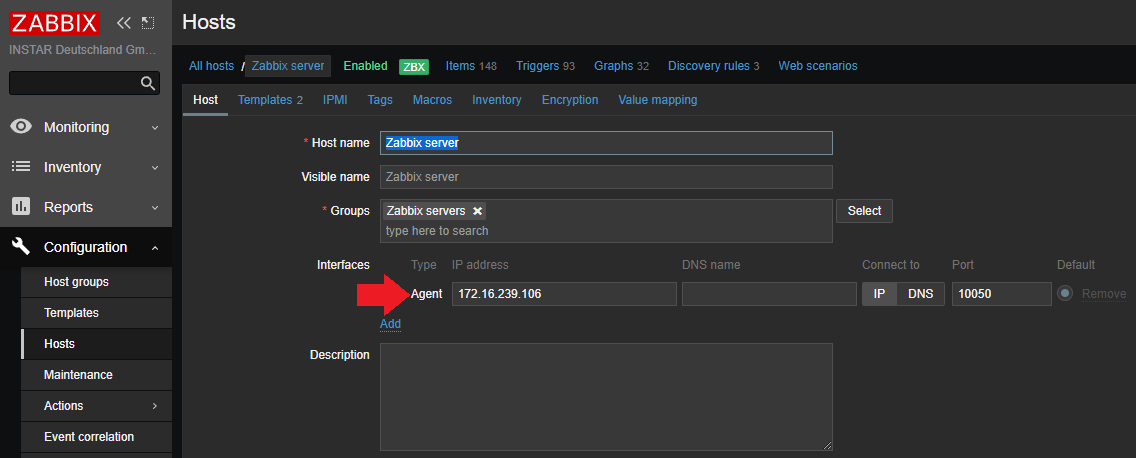 ZABBIX
INSTAR Deutschland Gm...
Monitoring
Inventory
Reports
Configuration
Host groups
Templates
Hosts
Maintenance
Actions
Event correlation
Hosts
All hosts / Zabbix server Enabled ZBX Items 148 Triggers 93 Graphs 32 Discovery rules 3 Web scenarios
Host Templates 2 IPMI Tags Macros Inventory Encryption Value mapping
* Host name Zabbix server
Visible name Zabbix server
* Groups Zabbix servers × Select
type here to search
Interfaces Type IP address DNS name Connect to Port Default
Agent 172.16.239.106 IP DNS 10050 Remove
Add
Description